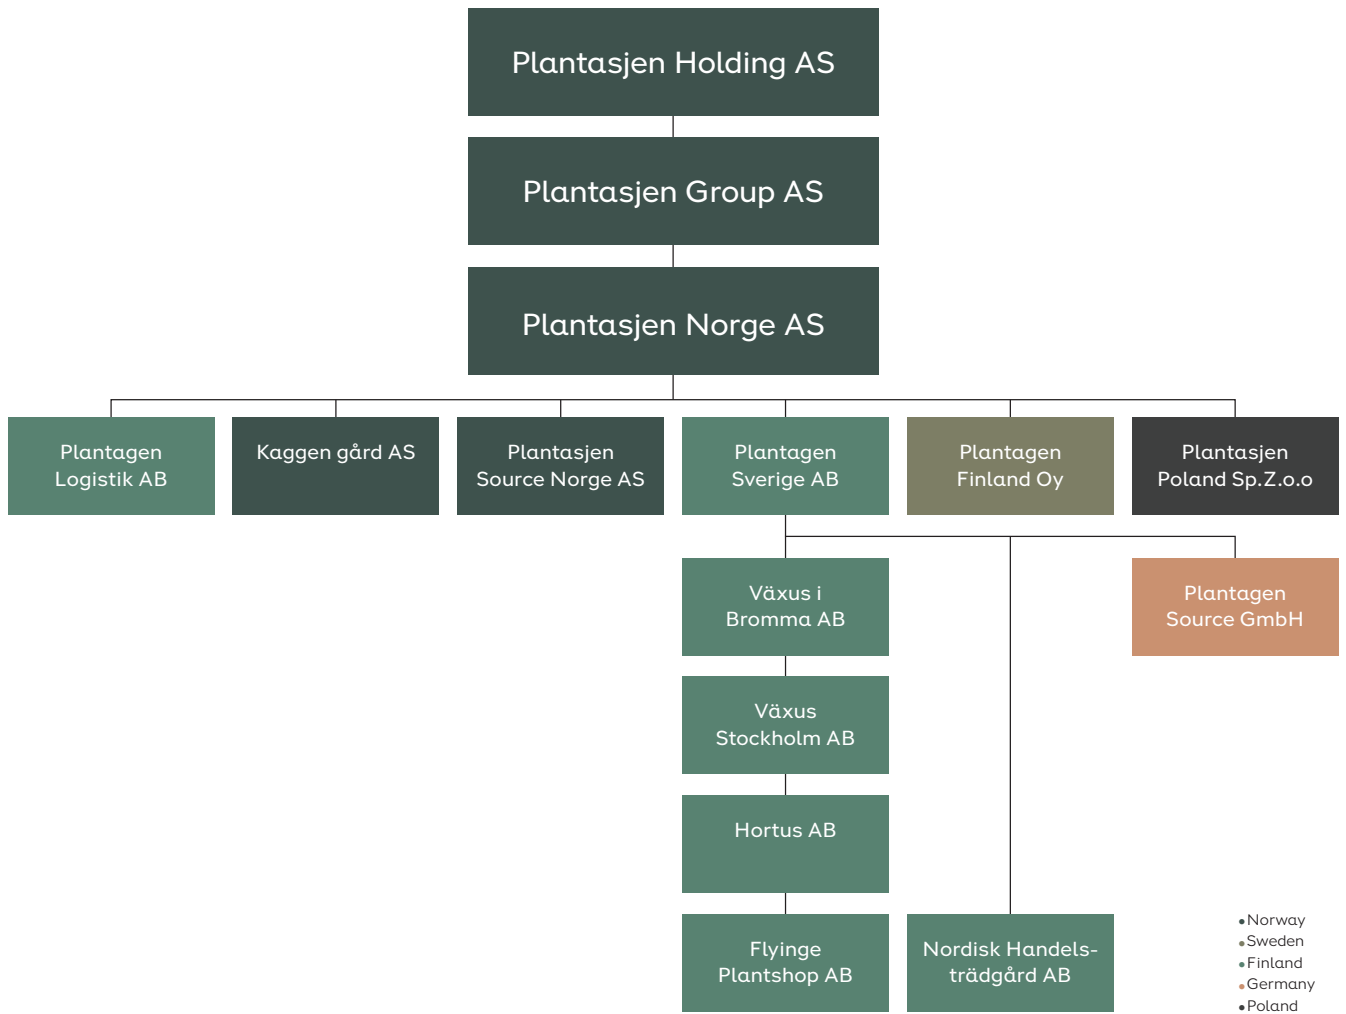 Plantasjen Holding AS
Plantasjen Group AS
Plantasjen Norge AS
Plantagen
Logistik AB
Kaggen gård AS
Plantasjen
Source Norge AS
Plantagen
Sverige AB
Plantagen
Finland Oy
Plantasjen
Poland Sp.Z.o.o
Växus i
Bromma AB
Plantagen
Source GmbH
Växus
Stockholm AB
Hortus AB
Flyinge
Plantshop AB
Nordisk Handels-
trädgård AB
•Norway
•Sweden
•Finland
•Germany
•Poland